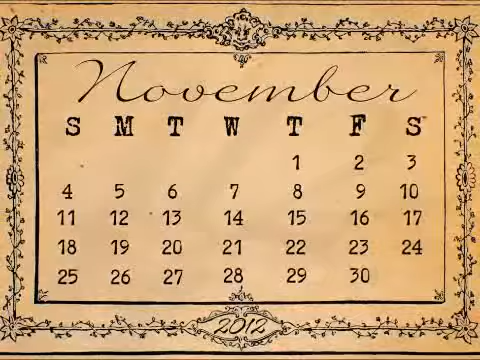 November
S M T W T F S
1 2 3
4 5 6 7 8 9 10
11 12 13 14 15 16 17
18 19 20 21 22 23 24
25 26 27 28 29 30
2012